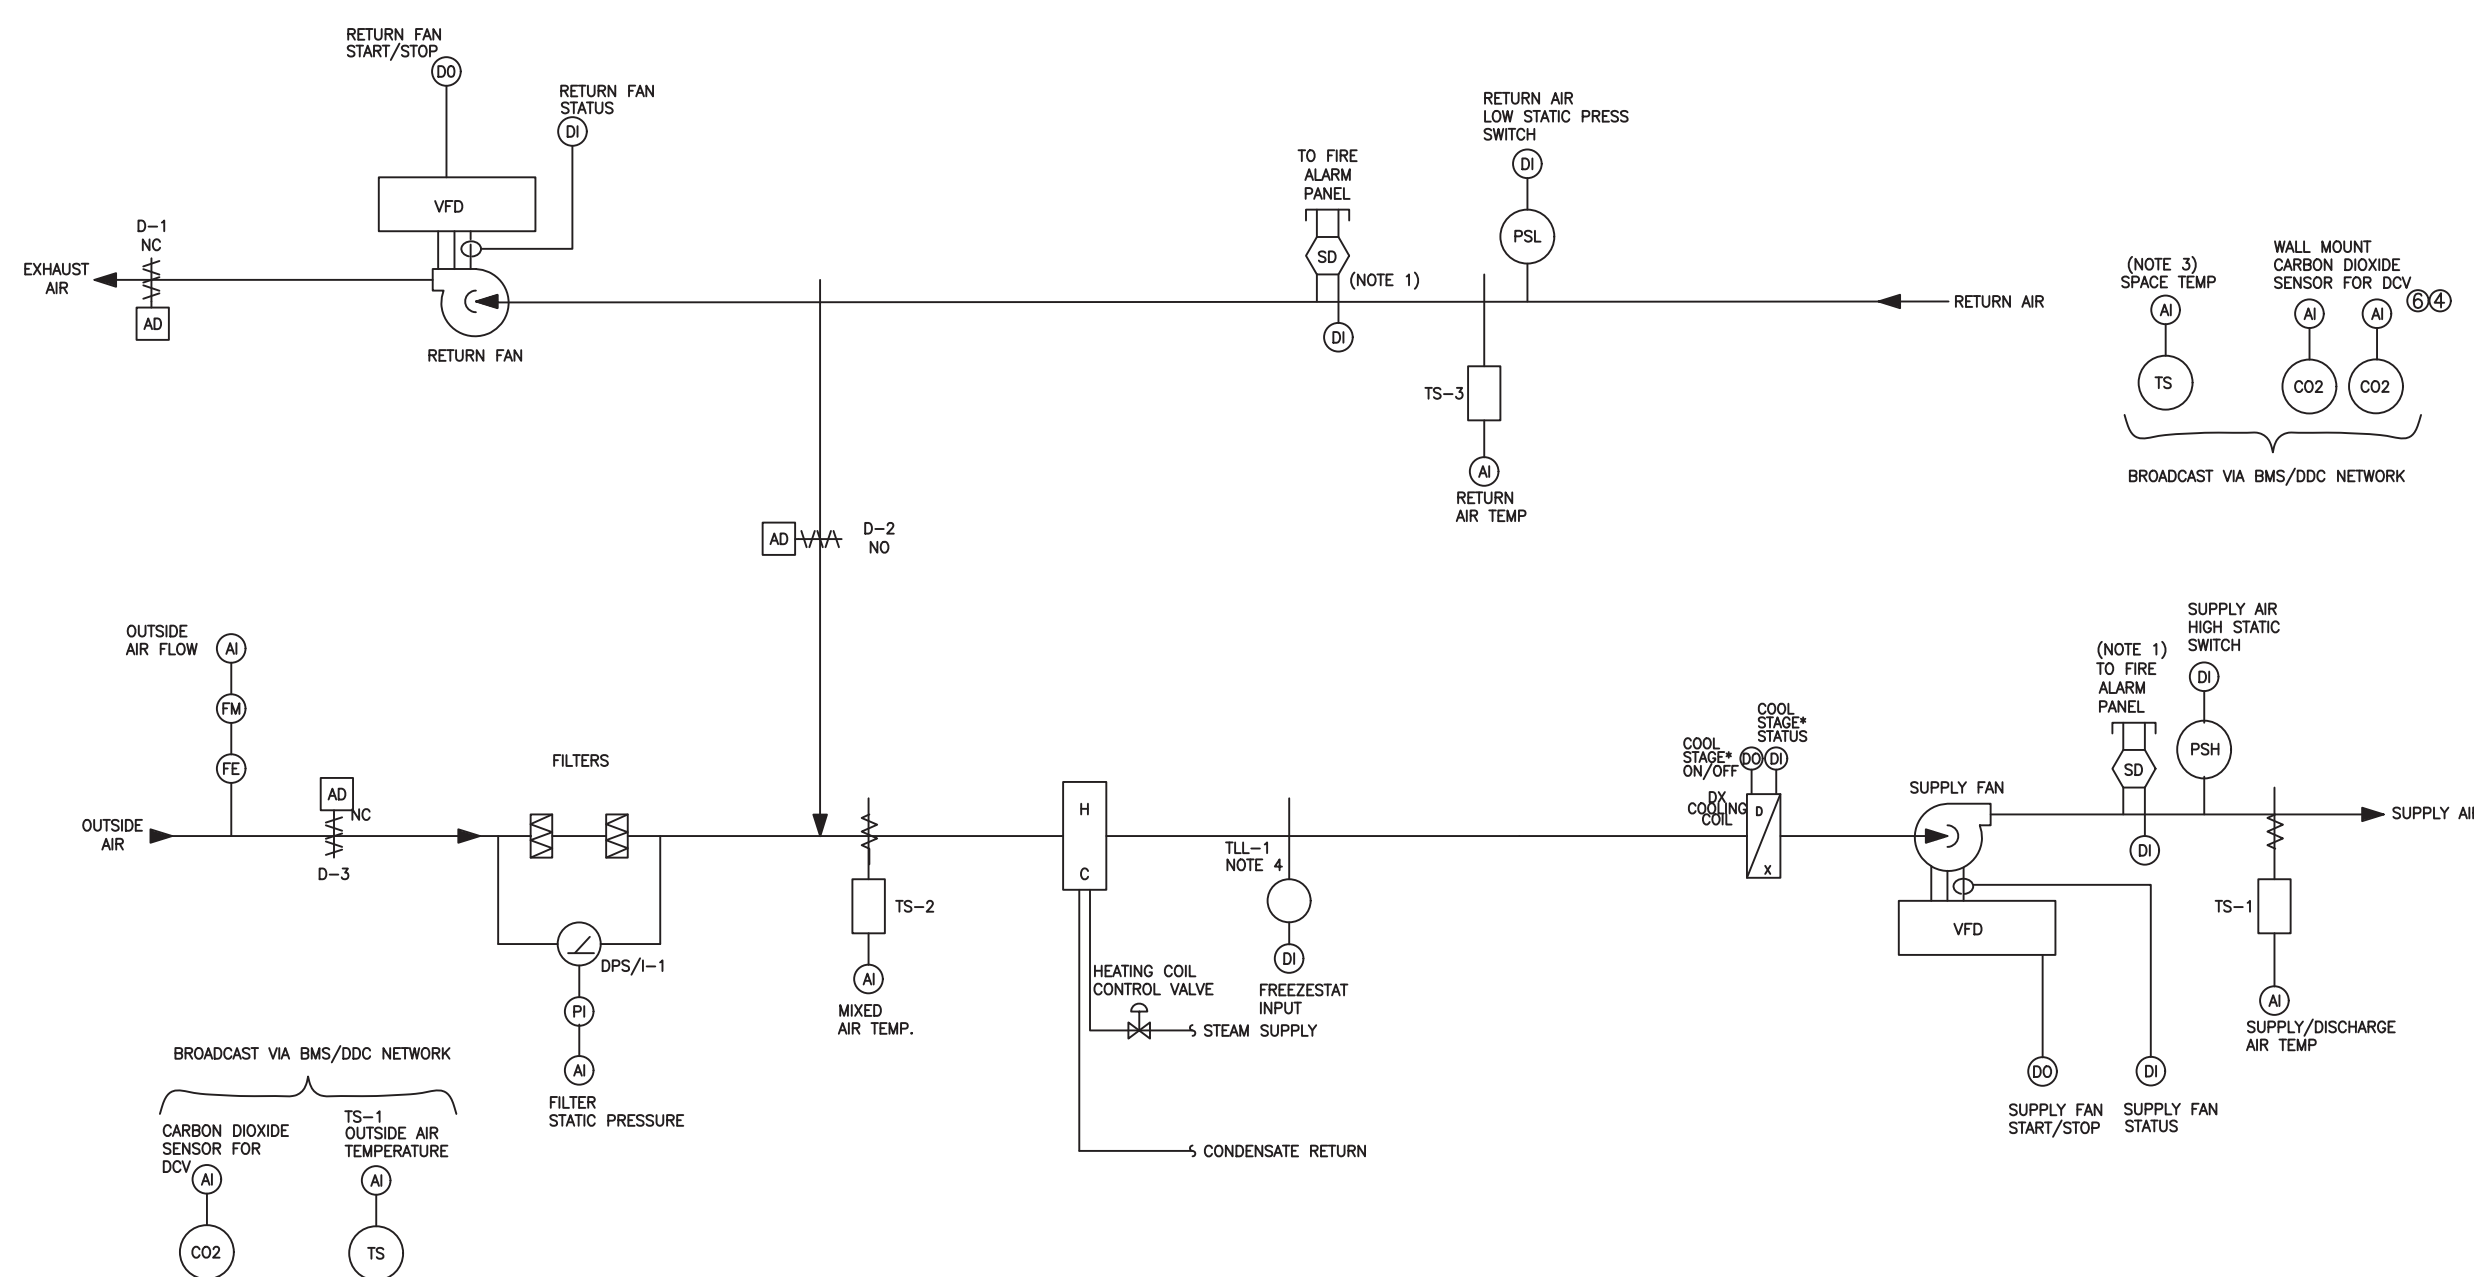 RETURN FAN
START/STOP
DO
RETURN FAN
STATUS
DI
VFD
D-1
NC
EXHAUST
AIR
AD
RETURN FAN
TO FIRE
ALARM
PANEL
SD
(NOTE 1)
DI
RETURN AIR
LOW STATIC PRESS
SWITCH
DI
PSL
TS-3
AI
RETURN
AIR TEMP
RETURN AIR
(NOTE 3)
SPACE TEMP
AI
TS
WALL MOUNT
CARBON DIOXIDE
SENSOR FOR DCV
6 4
AI AI
CO2 CO2
BROADCAST VIA BMS/DDC NETWORK
AD
D-2
NO
OUTSIDE
AIR FLOW
AI
FM
FE
OUTSIDE
AIR
AD
NC
D-3
FILTERS
DPS/I-1
PI
AI
FILTER
STATIC PRESSURE
TS-2
AI
MIXED
AIR TEMP.
H
C
HEATING COIL
CONTROL VALVE
STEAM SUPPLY
CONDENSATE RETURN
TLL-1
NOTE 4
DI
FREEZESTAT
INPUT
COOL
STAGE*
STATUS
COOL
STAGE*
ON/OFF
DO DI
DX
COOLING
COIL
D
X
SUPPLY FAN
VFD
DO
SUPPLY FAN
START/STOP
DI
SUPPLY FAN
STATUS
(NOTE 1)
TO FIRE
ALARM
PANEL
SD
DI
SUPPLY AIR
HIGH STATIC
SWITCH
DI
PSH
SUPPLY AI
TS-1
AI
SUPPLY/DISCHARGE
AIR TEMP
BROADCAST VIA BMS/DDC NETWORK
CARBON DIOXIDE
SENSOR FOR
DCV
AI
CO2
TS-1
OUTSIDE AIR
TEMPERATURE
AI
TS